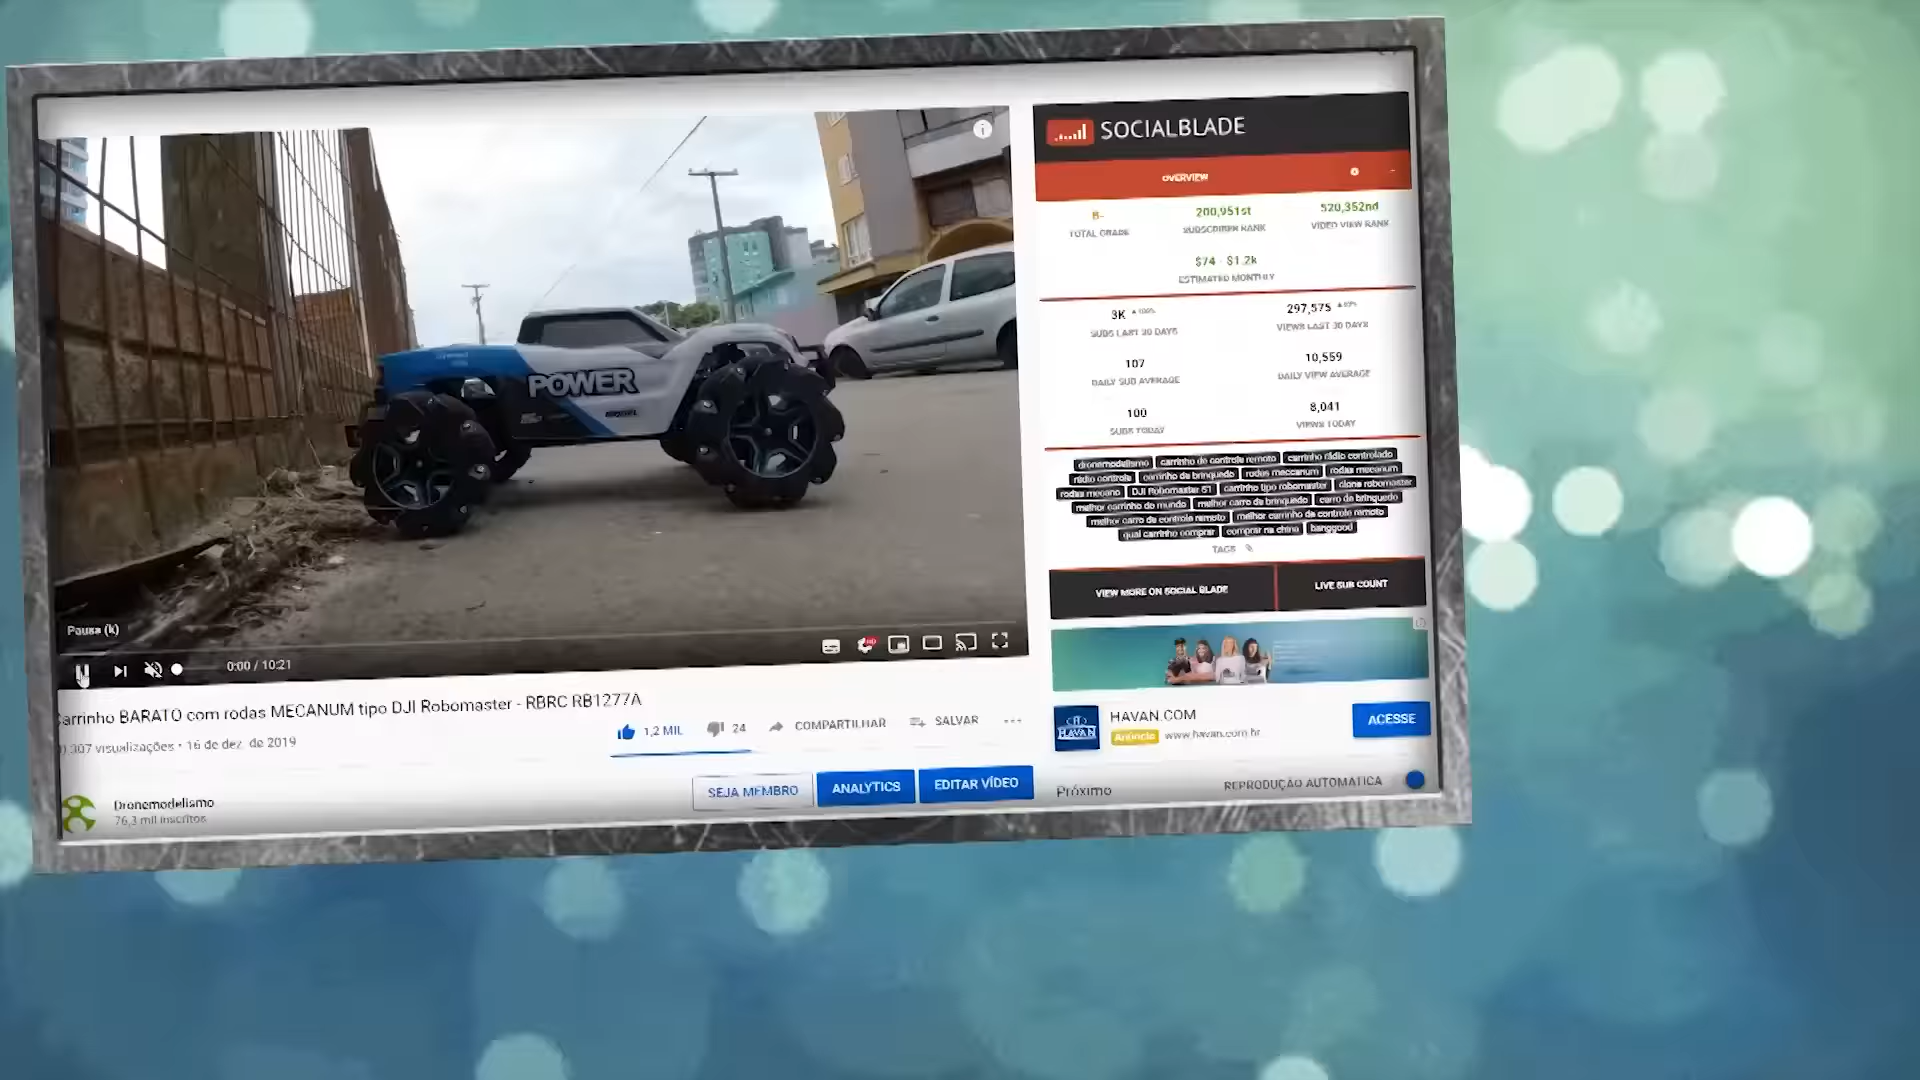 SOCIALBLADE
OVERVIEW
B-
TOTAL GRADE
200,951st
SUBSCRIBER RANK
520,352nd
VIDEO VIEW RANK
$74 - $1.2k
ESTIMATED MONTHLY
3K
SUBS LAST 30 DAYS
297,575
VIEWS LAST 30 DAYS
107
DAILY SUB AVERAGE
10,559
DAILY VIEW AVERAGE
100
SUBS TODAY
8,041
VIEWS TODAY
dronemodelismo carrinho de controle remoto carrinho rádio controlado
rádio controle carrinho de brinquedo rodas meccanum rodas mecanum
rodas mecano DJI Robomaster S1 carrinho tipo robomaster clone robomaster
melhor carrinho do mundo melhor carro de brinquedo carro de brinquedo
melhor carro de controle remoto melhor carrinho de controle remoto
qual carrinho comprar comprar na china banggood
TAGS
VIEW MORE ON SOCIAL BLADE
LIVE SUB COUNT
POWER
Pausa (k)
0:00 / 10:21
HD
arrinho BARATO com rodas MECANUM tipo DJI Robomaster - RBRC RB1277A
307 visualizações • 16 de dez. de 2019
1,2 MIL
24
COMPARTILHAR
SALVAR
Dronemodelismo
76,3 mil inscritos
SEJA MEMBRO
ANALYTICS
EDITAR VÍDEO
HAVAN
HAVAN.COM
Anúncio www.havan.com.br
ACESSE
Próximo
REPRODUÇÃO AUTOMÁTICA